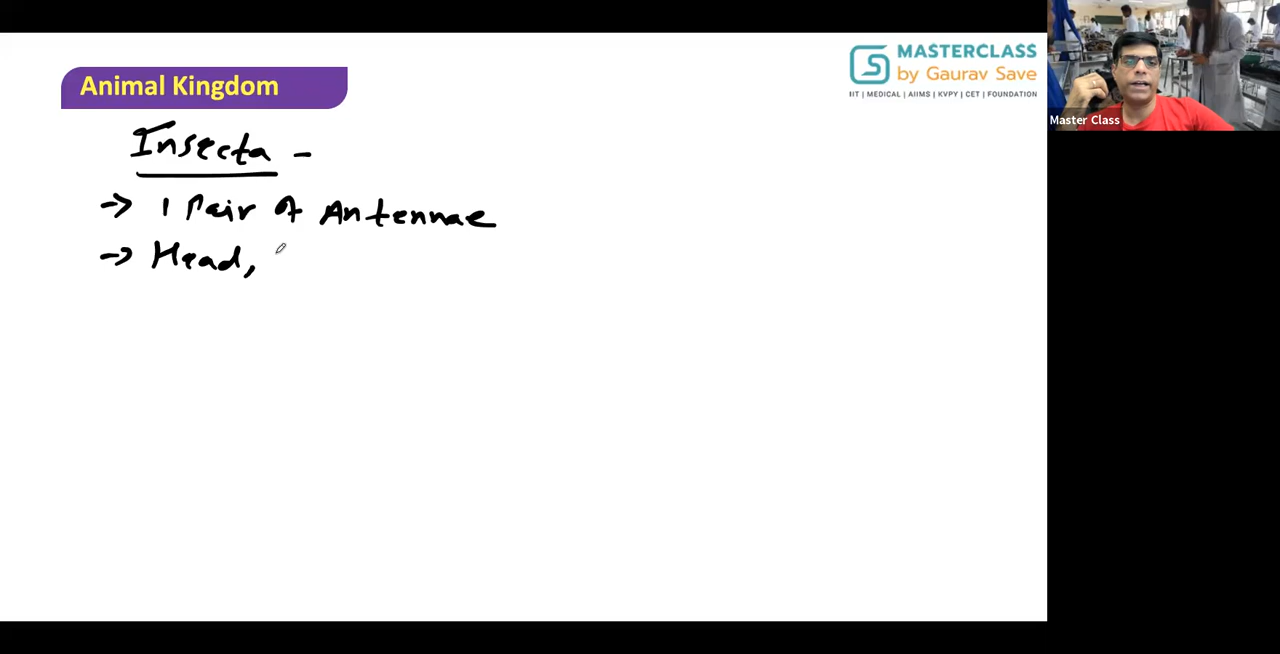 MASTERCLASS
by Gaurav Save
IIT | MEDICAL | AIIMS | KVPY | CET | FOUNDATION
Master Class
Animal Kingdom
Insecta -
→ 1 Pair of Antennae
→ Head,